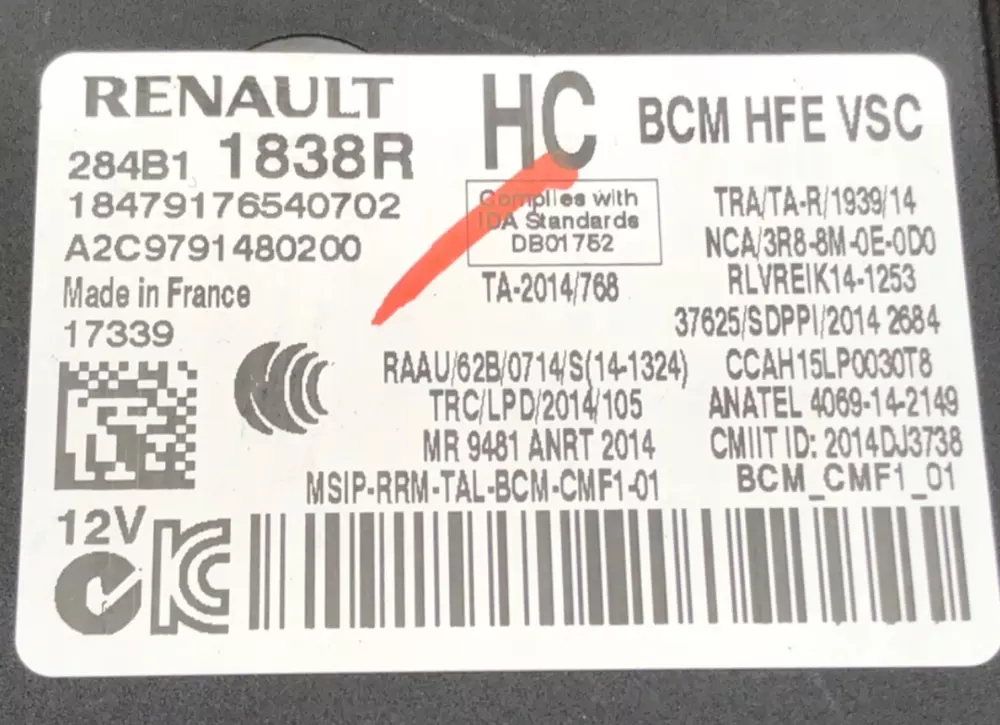 RENAULT
284B1 1838R
18479176540702
A2C9791480200
Made in France
17339
HC
BCM HFE VSC
Complies with
IDA Standards
DB01752
TA-2014/768
TRA/TA-R/1939/14
NCA/3R8-8M-0E-0D0
RLVREIK14-1253
37625/SDPPI/2014 2684
RAAU/62B/0714/S(14-1324)
CCAH15LP0030T8
TRC/LPD/2014/105
ANATEL 4069-14-2149
MR 9481 ANRT 2014
CMIIT ID: 2014DJ3738
MSIP-RRM-TAL-BCM-CMF1-01
BCM_CMF1_01
12V